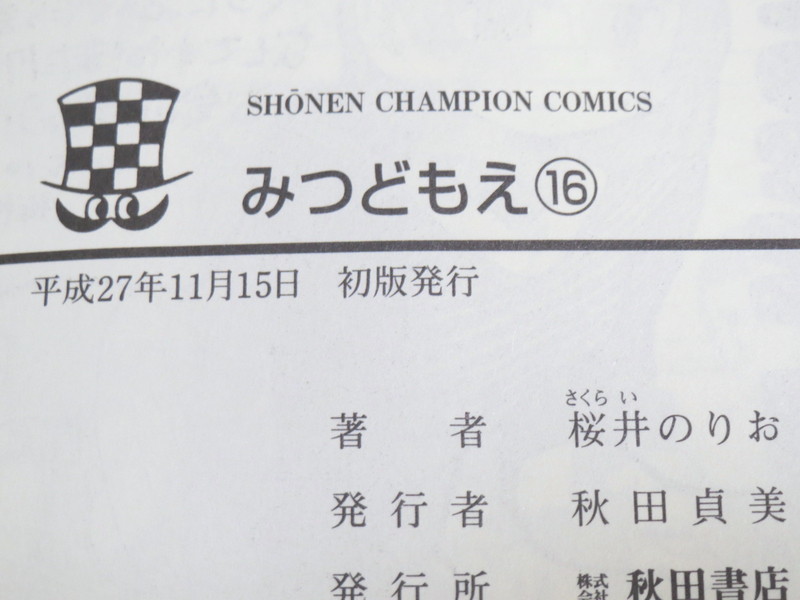 SHŌNEN CHAMPION COMICS
みつどもえ⑯
平成27年11月15日 初版発行
さくら い
著者 桜井のりお
発行者 秋田貞美
発行所 株式会社 秋田書店